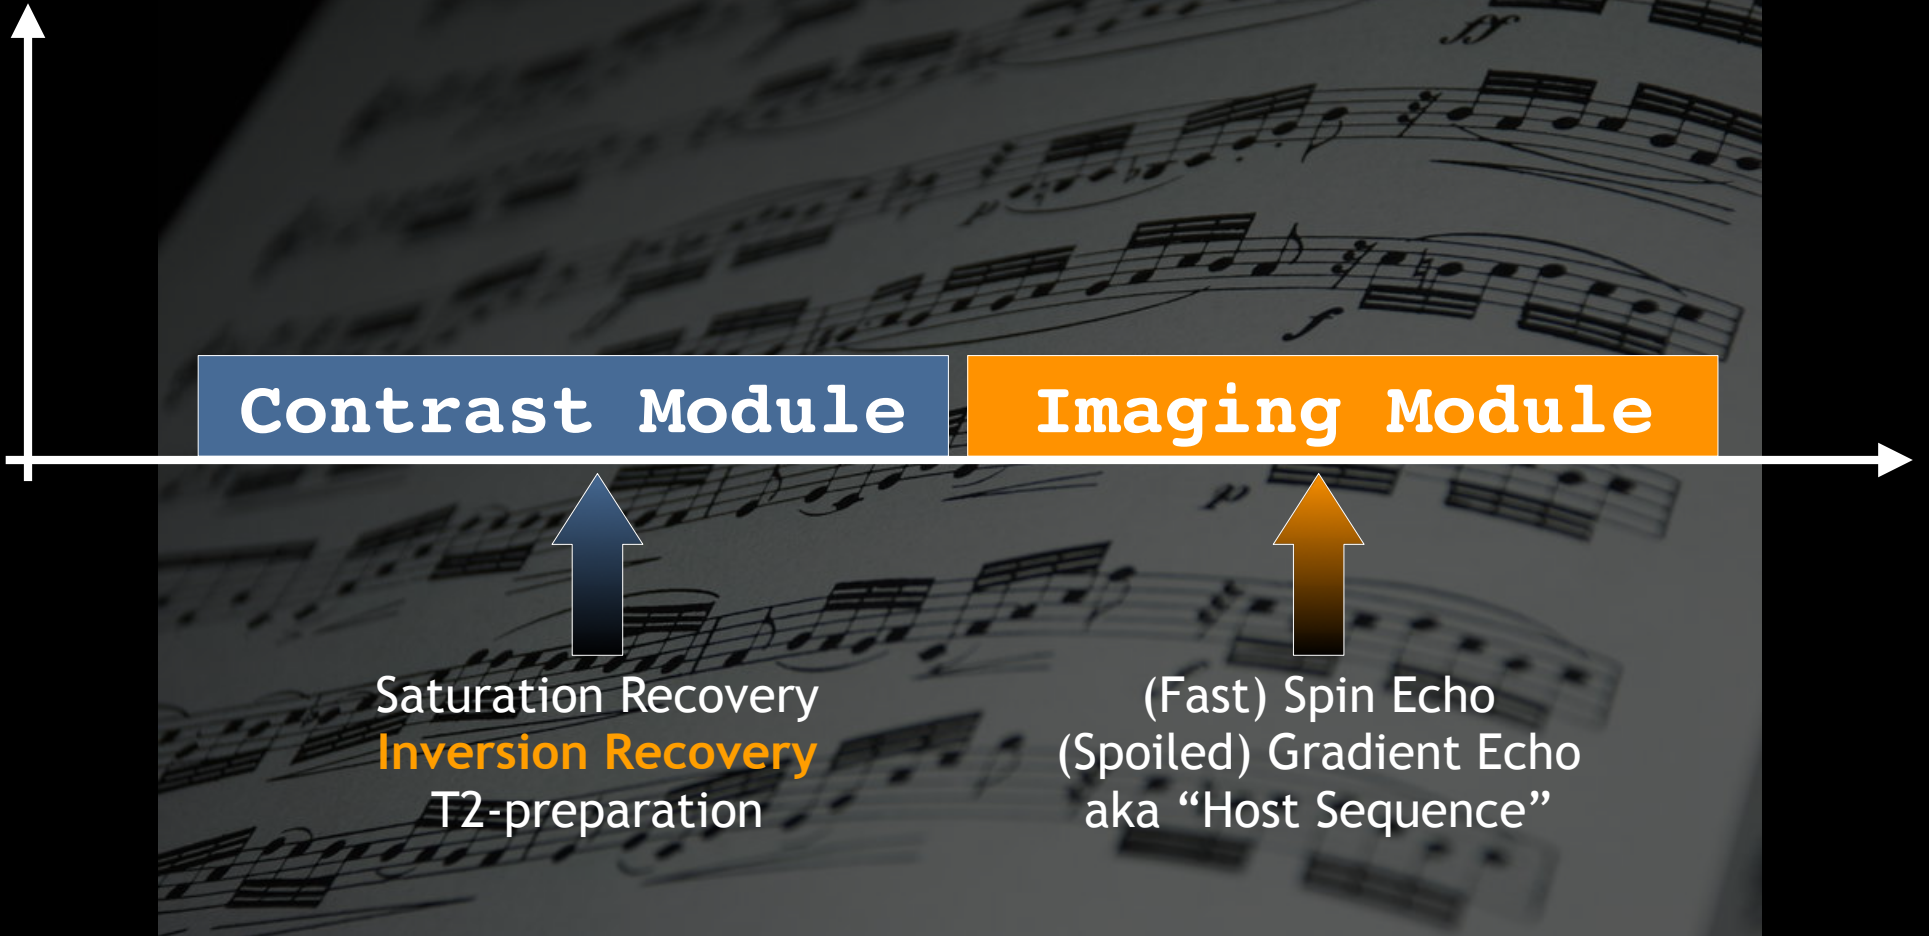 ff
p
f
Contrast Module
Imaging Module
p
Saturation Recovery
Inversion Recovery
T2-preparation
(Fast) Spin Echo
(Spoiled) Gradient Echo
aka “Host Sequence”